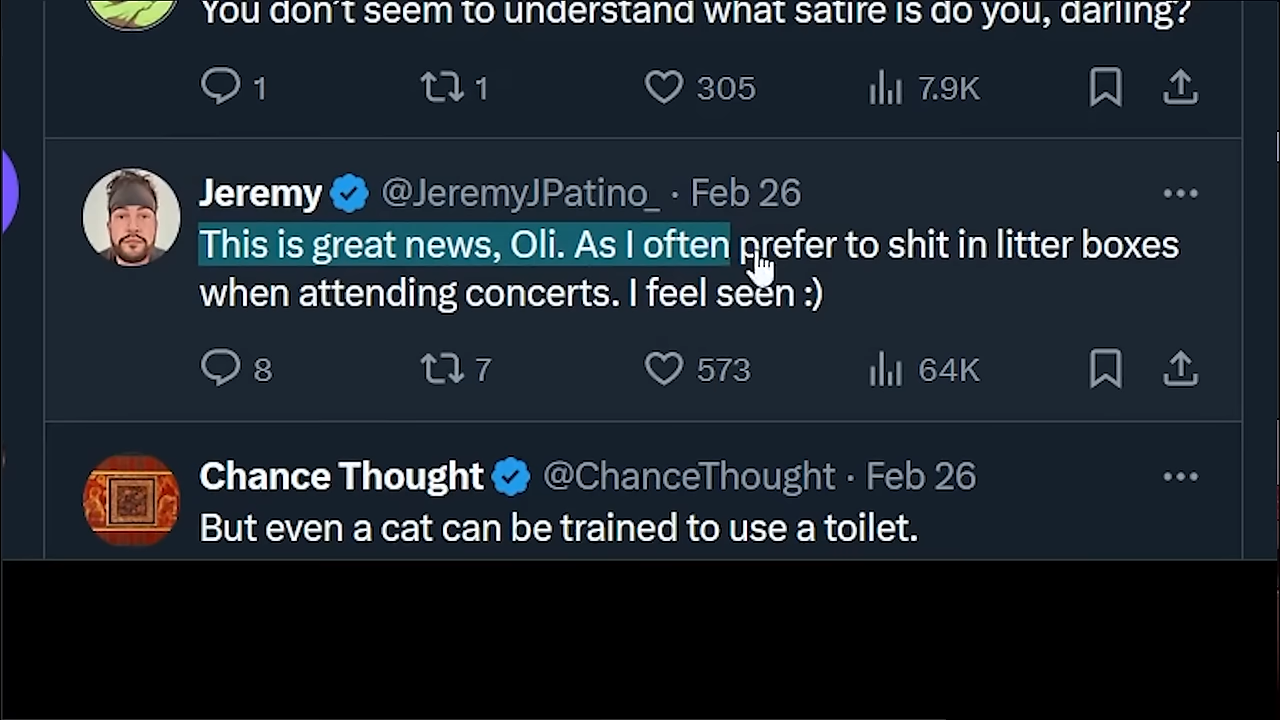 You don't seem to understand what satire is do you, darling?
1 1 305 7.9K
Jeremy @JeremyJPatino_ · Feb 26
This is great news, Oli. As I often prefer to shit in litter boxes
when attending concerts. I feel seen :)
8 7 573 64K
Chance Thought @ChanceThought · Feb 26
But even a cat can be trained to use a toilet.